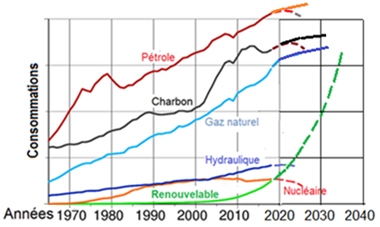 Consommations
Pétrole
Charbon
Gaz naturel
Hydraulique
Renouvelable
Nucléaire
Années 1970 1980 1990 2000 2010 2020 2030 2040